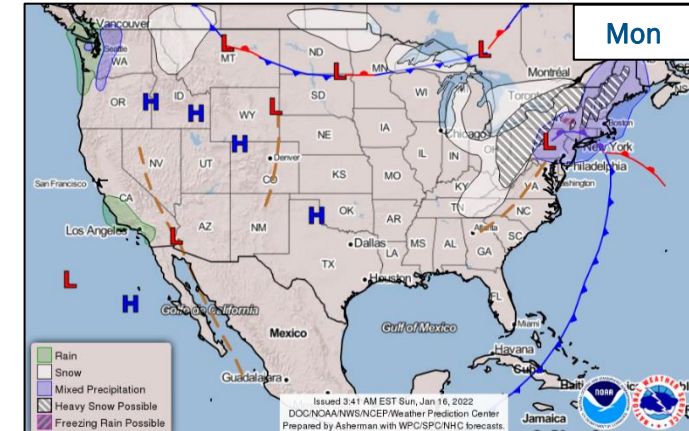 Mon
Vancouver
Seattle
WA
MT
ND
MN
Montréal
Toronto
OR
ID
WY
SD
WI
MI
Boston
New York
Chicago
NE
IA
IL
IN
OH
Philadelphia
Washington
San Francisco
NV
UT
Denver
CO
KS
MO
KY
VA
CA
Los Angeles
AZ
NM
OK
AR
TN
NC
SC
Atlanta
Dallas
TX
LA
MS
AL
GA
Houston
FL
Miami
Golfo de California
Mexico
Gulf of Mexico
Havana
Cuba
Guadalajara
Jamaica
H
H
H
H
H
L
L
L
L
L
L
L
Rain
Snow
Mixed Precipitation
Heavy Snow Possible
Freezing Rain Possible
Issued 3:41 AM EST Sun, Jan 16, 2022
DOC/NOAA/NWS/NCEP/Weather Prediction Center
Prepared by Asherman with WPC/SPC/NHC forecasts.
NOAA